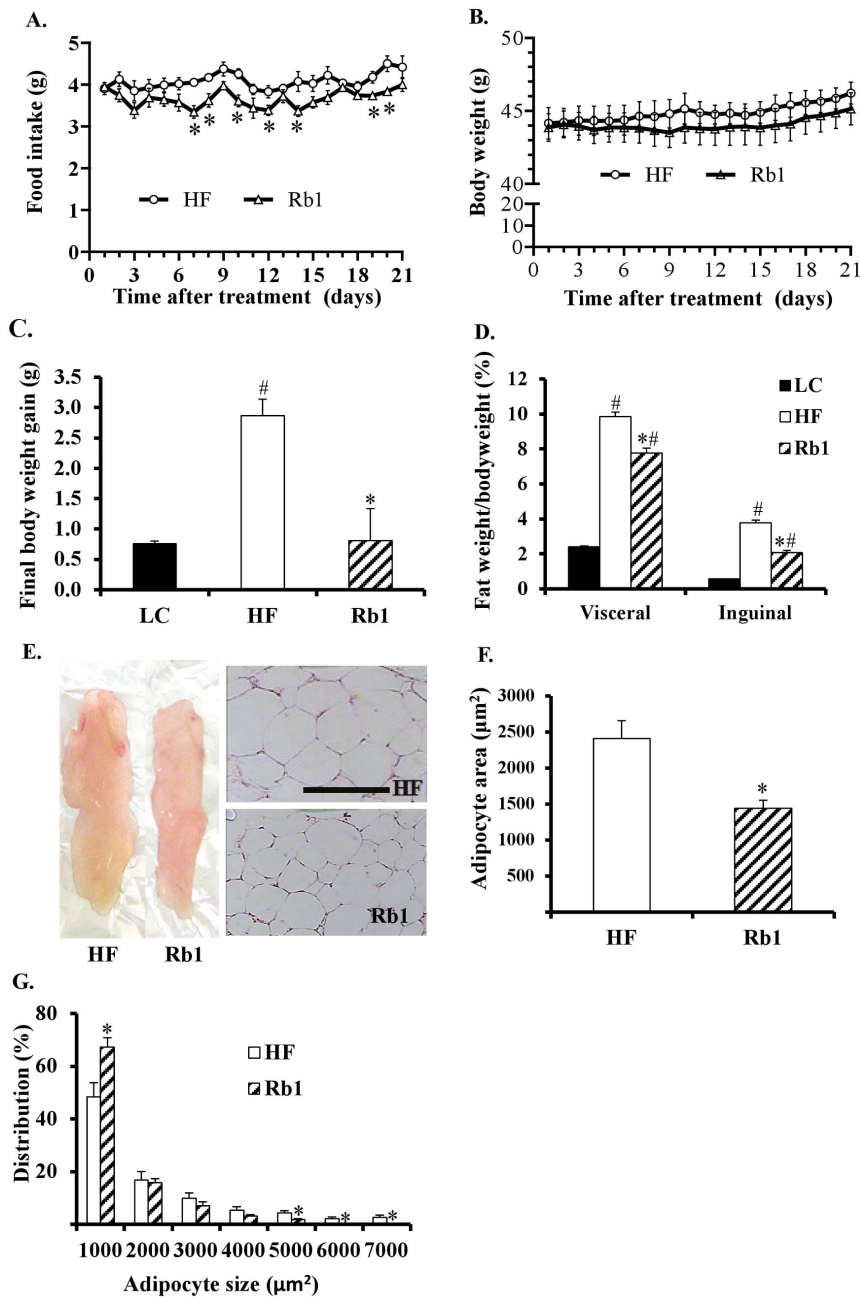 A.
Food intake (g)
5
4
3
2
1
0
* * * * * * *
HF Rb1
0 3 6 9 12 15 18 21
Time after treatment (days)
B.
Body weight (g)
50
45
40
20
10
0
HF Rb1
0 3 6 9 12 15 18 21
Time after treatment (days)
C.
Final body weight gain (g)
3.5
3.0
2.5
2.0
1.5
1.0
0.5
0.0
#
*
LC HF Rb1
D.
Fat weight/bodyweight (%)
12
10
8
6
4
2
0
LC
HF
Rb1
#
*#
#
*#
Visceral Inguinal
E.
HF
Rb1
HF Rb1
F.
Adipocyte area (µm²)
3000
2500
2000
1500
1000
500
*
HF Rb1
G.
Distribution (%)
80
60
40
20
*
HF
Rb1
* * *
1000 2000 3000 4000 5000 6000 7000
Adipocyte size (µm²)